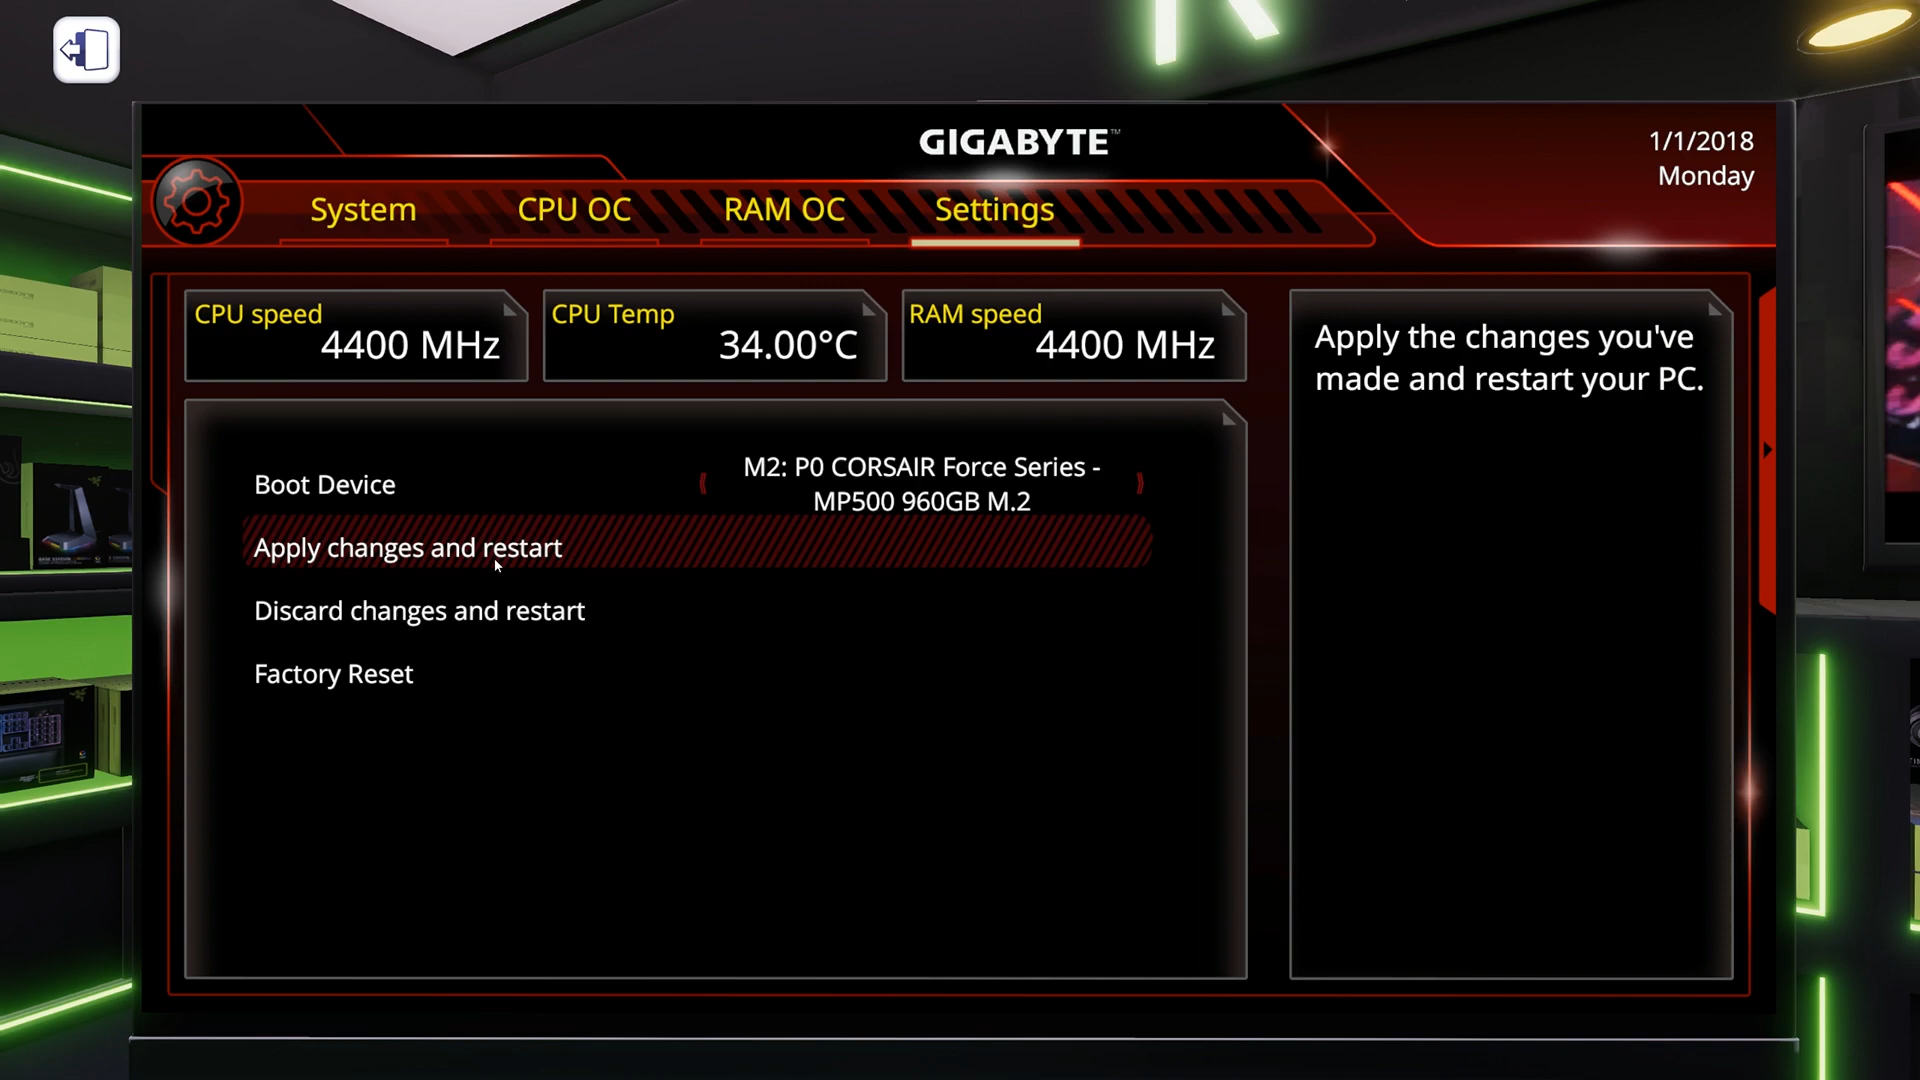 GIGABYTE™
1/1/2018
Monday
System
CPU OC
RAM OC
Settings
CPU speed
4400 MHz
CPU Temp
34.00°C
RAM speed
4400 MHz
Boot Device
M2: P0 CORSAIR Force Series -
MP500 960GB M.2
Apply changes and restart
Discard changes and restart
Factory Reset
Apply the changes you've
made and restart your PC.